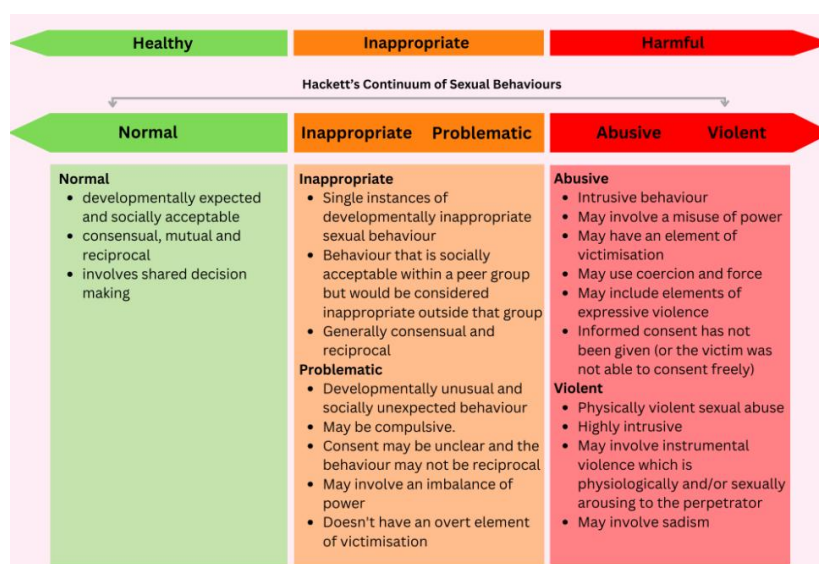 Healthy
Inappropriate
Harmful
Hackett's Continuum of Sexual Behaviours
Normal
Inappropriate Problematic
Abusive Violent
Normal
• developmentally expected
and socially acceptable
• consensual, mutual and
reciprocal
• involves shared decision
making
Inappropriate
• Single instances of
developmentally inappropriate
sexual behaviour
• Behaviour that is socially
acceptable within a peer group
but would be considered
inappropriate outside that group
• Generally consensual and
reciprocal
Problematic
• Developmentally unusual and
socially unexpected behaviour
• May be compulsive.
• Consent may be unclear and the
behaviour may not be reciprocal
• May involve an imbalance of
power
• Doesn't have an overt element
of victimisation
Abusive
• Intrusive behaviour
• May involve a misuse of power
• May have an element of
victimisation
• May use coercion and force
• May include elements of
expressive violence
• Informed consent has not
been given (or the victim was
not able to consent freely)
Violent
• Physically violent sexual abuse
• Highly intrusive
• May involve instrumental
violence which is
physiologically and/or sexually
arousing to the perpetrator
• May involve sadism